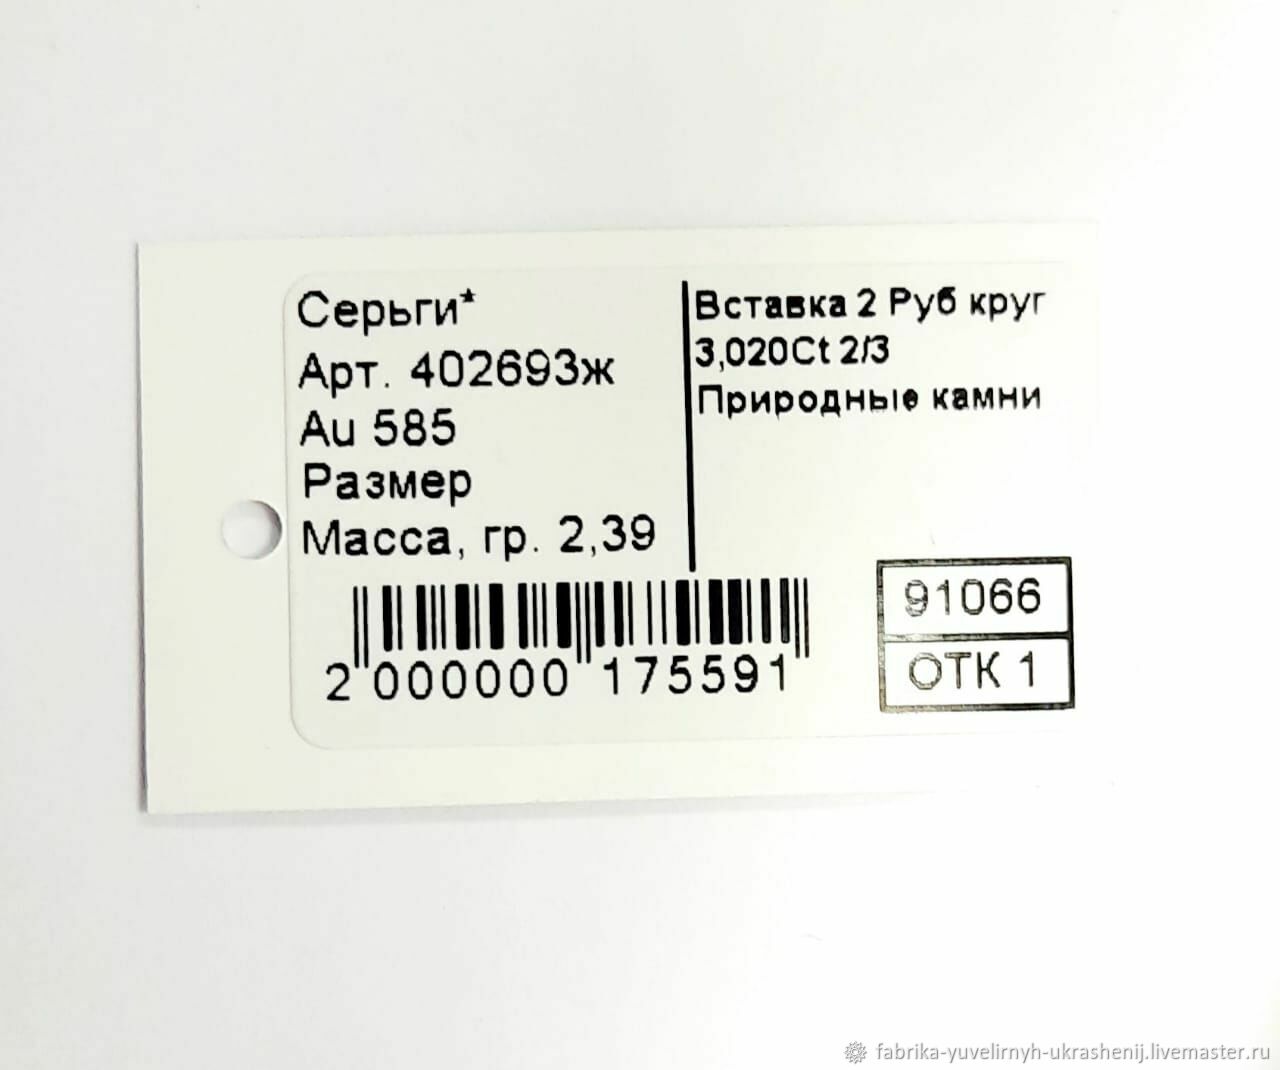 Серьги*
Арт. 402693ж
Au 585
Размер
Масса, гр. 2,39
Вставка 2 Руб круг
3,020Ct 2/3
Природные камни
2 000000 175591
91066
ОТК 1
fabrika-yuvelirnyh-ukrashenij.livemaster.ru